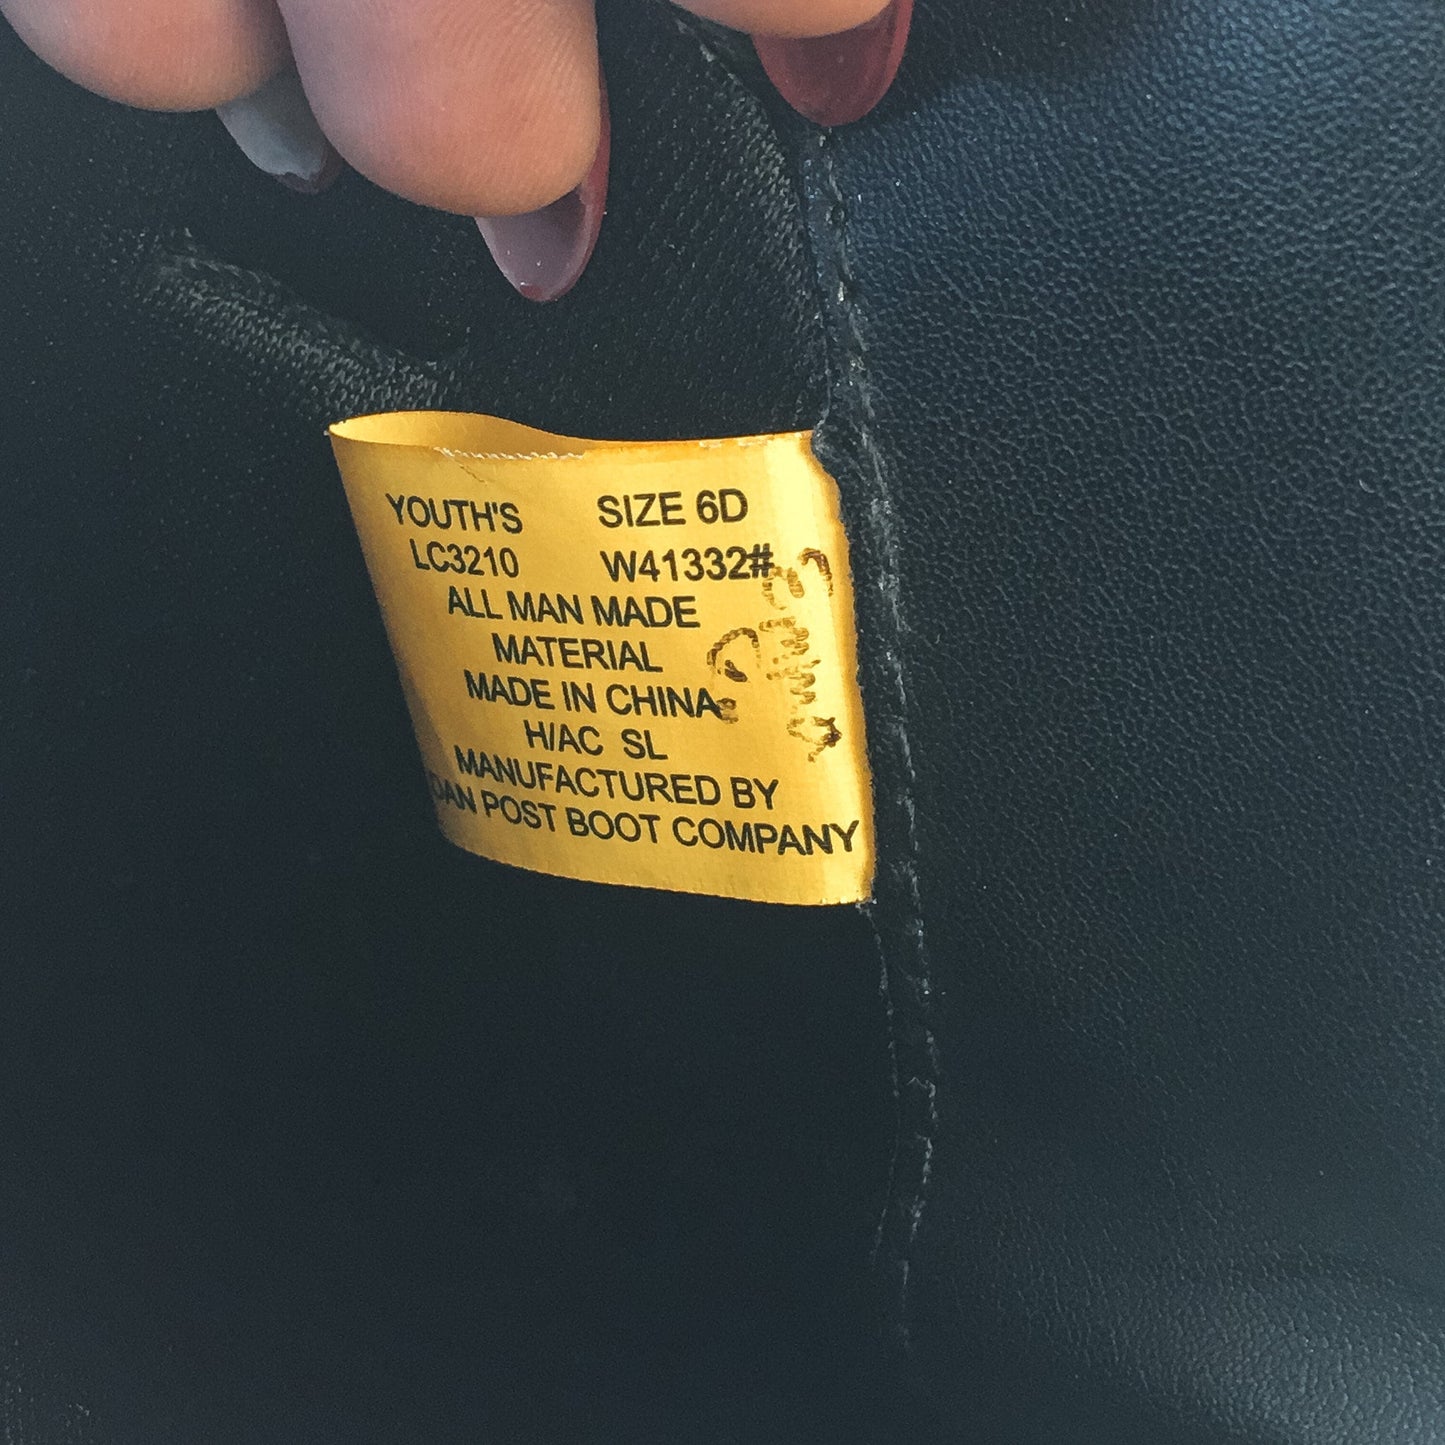 YOUTH'S SIZE 6D
LC3210 W41332#
ALL MAN MADE
MATERIAL
MADE IN CHINA
H/AC SL
MANUFACTURED BY
DAN POST BOOT COMPANY